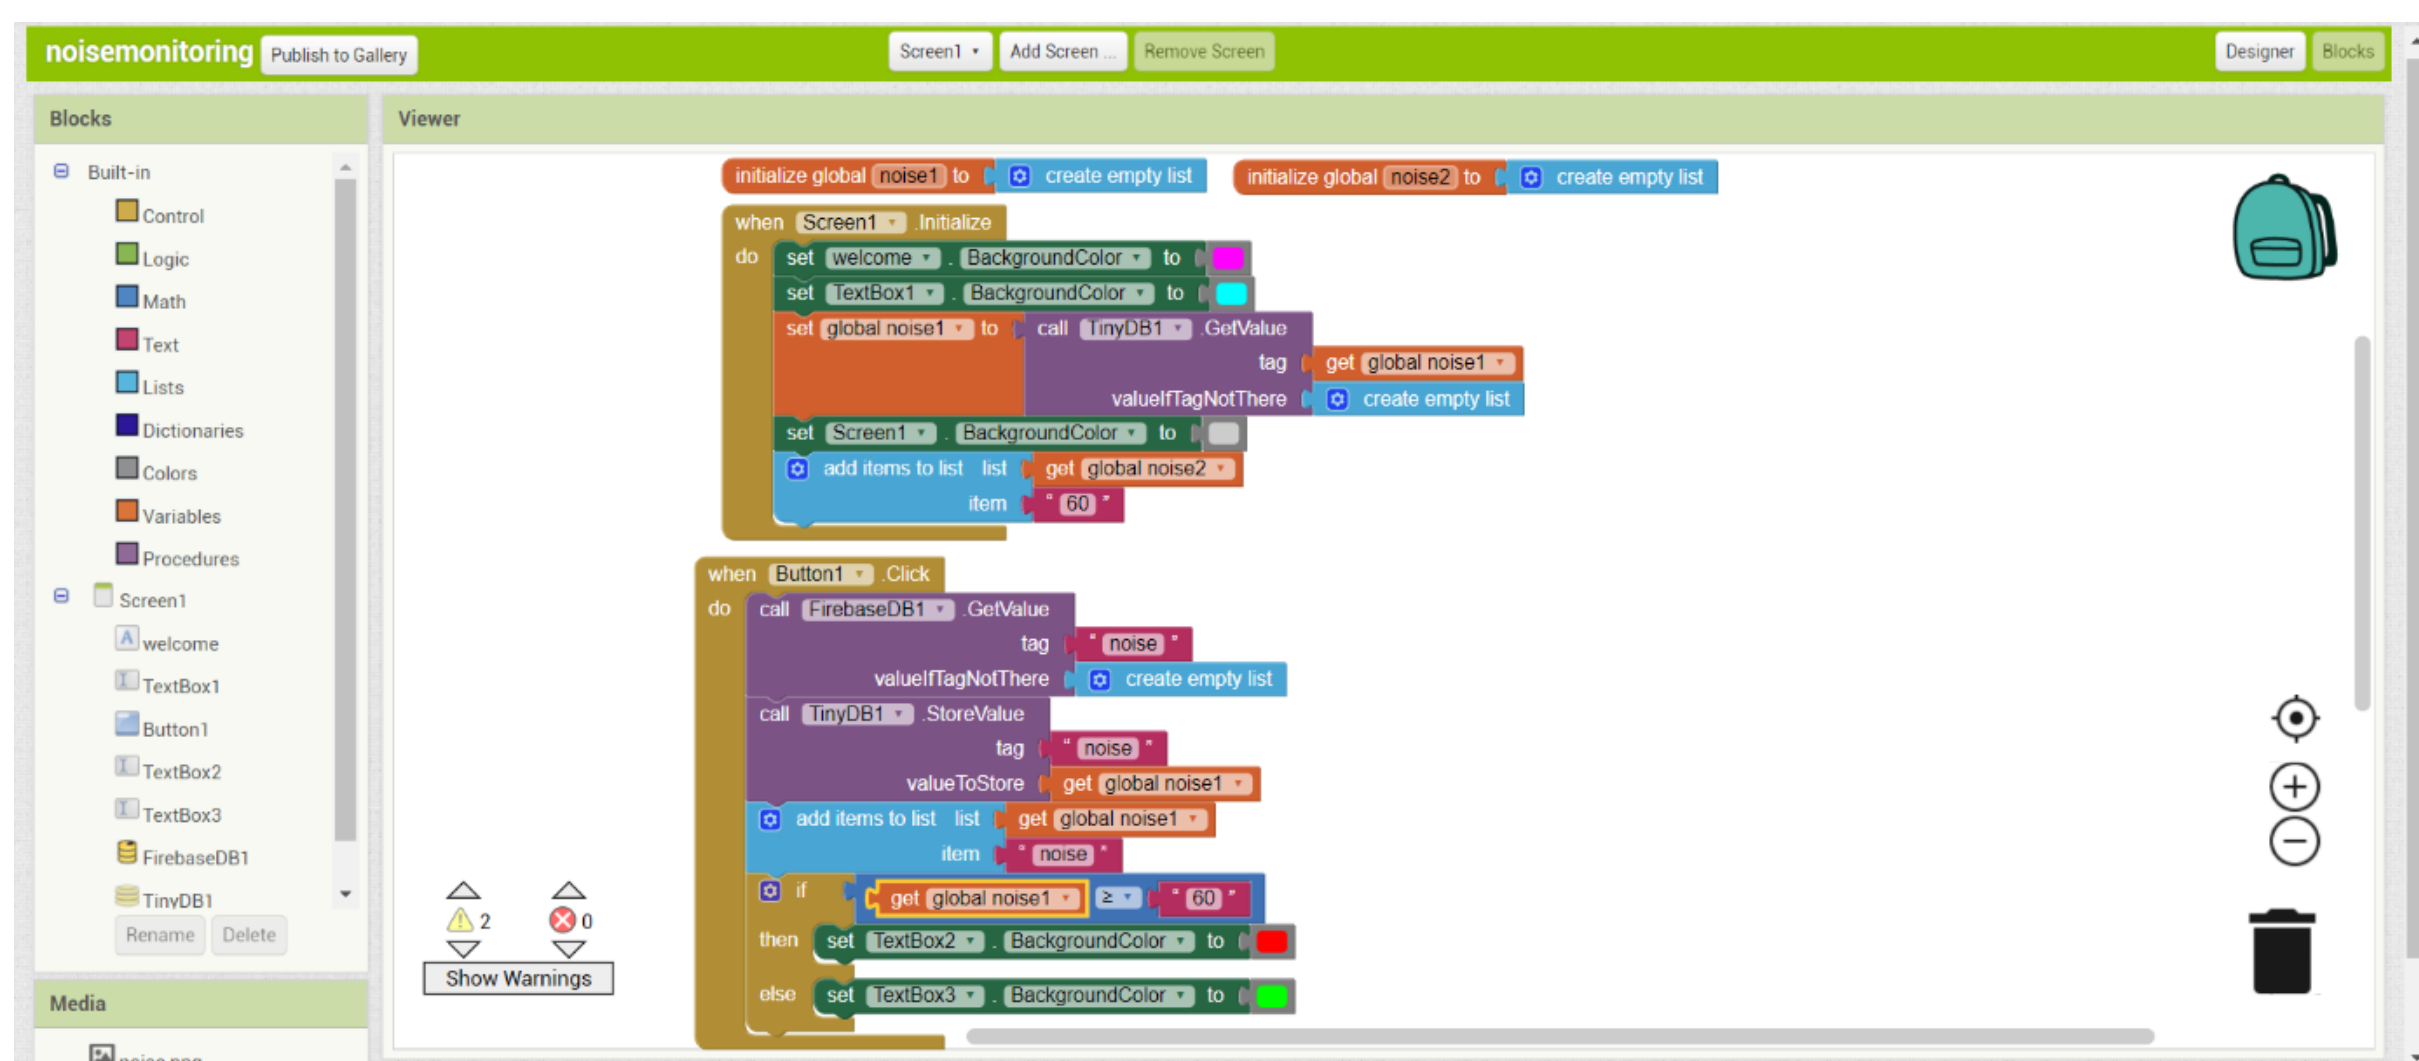 noisemonitoring Publish to Gallery Screen1 Add Screen ... Remove Screen Designer Blocks
Blocks
Built-in
Control
Logic
Math
Text
Lists
Dictionaries
Colors
Variables
Procedures
Screen1
welcome
TextBox1
Button1
TextBox2
TextBox3
FirebaseDB1
TinyDB1
Rename Delete
Media
noise.png
Viewer
initialize global noise1 to create empty list initialize global noise2 to create empty list
when Screen1 .Initialize
do set welcome . BackgroundColor to
set TextBox1 . BackgroundColor to
set global noise1 to call TinyDB1 .GetValue
tag get global noise1
valueIfTagNotThere create empty list
set Screen1 . BackgroundColor to
add items to list list get global noise2
item " 60 "
when Button1 .Click
do call FirebaseDB1 .GetValue
tag " noise "
valueIfTagNotThere create empty list
call TinyDB1 .StoreValue
tag " noise "
valueToStore get global noise1
add items to list list get global noise1
item " noise "
if get global noise1 ≥ " 60 "
then set TextBox2 . BackgroundColor to
else set TextBox3 . BackgroundColor to
2 0
Show Warnings